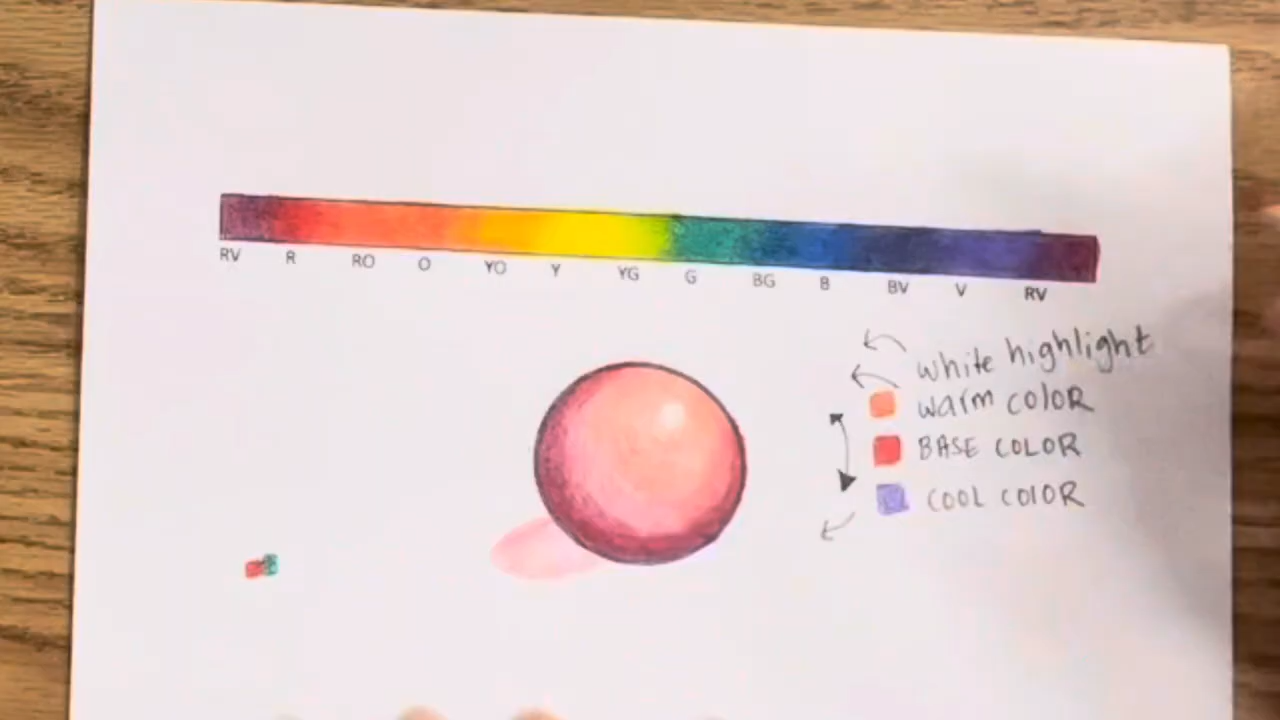 RV R RO O YO Y YG G BG B BV V RV
white highlight
warm COLOR
BASE COLOR
COOL COlOR